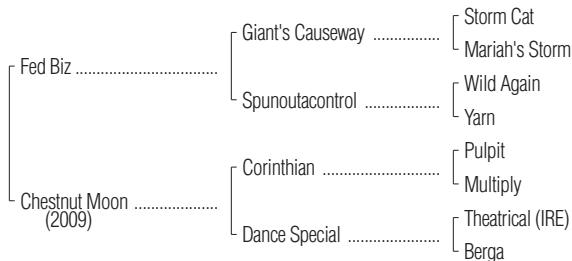 Storm Cat
Giant's Causeway ................
Mariah's Storm
Fed Biz ..................................
Wild Again
Spunoutacontrol ..................
Yarn
Pulpit
Corinthian ............................
Multiply
Chestnut Moon ....................
(2009)
Theatrical (IRE)
Dance Special ......................
Berga